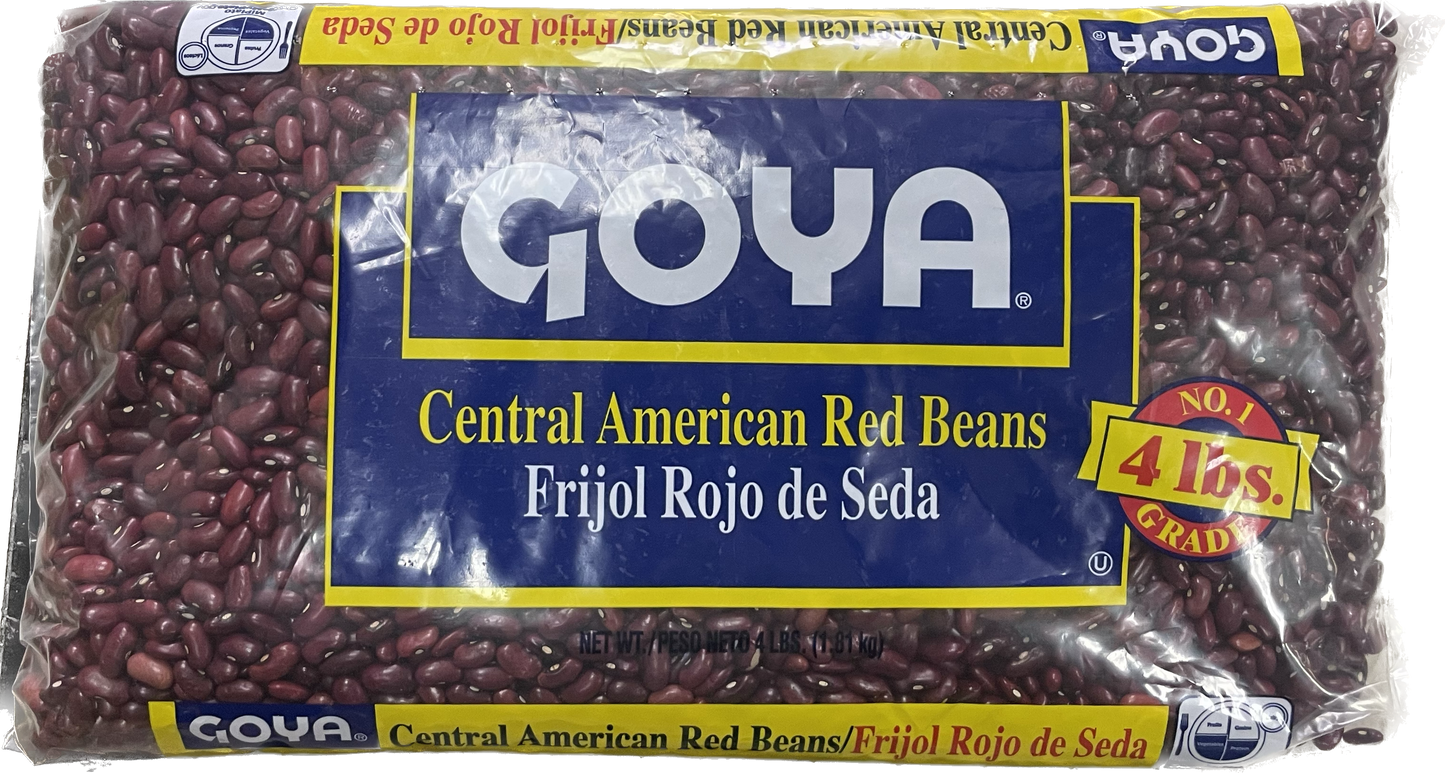 Central American Red Beans/Frijol Rojo de Seda
GOYA®
GOYA®
Central American Red Beans
Frijol Rojo de Seda
NO. 1
4 lbs.
GRADE
U
NET WT./PESO NETO 4 LBS. (1.81 kg)
GOYA®
Central American Red Beans/Frijol Rojo de Seda